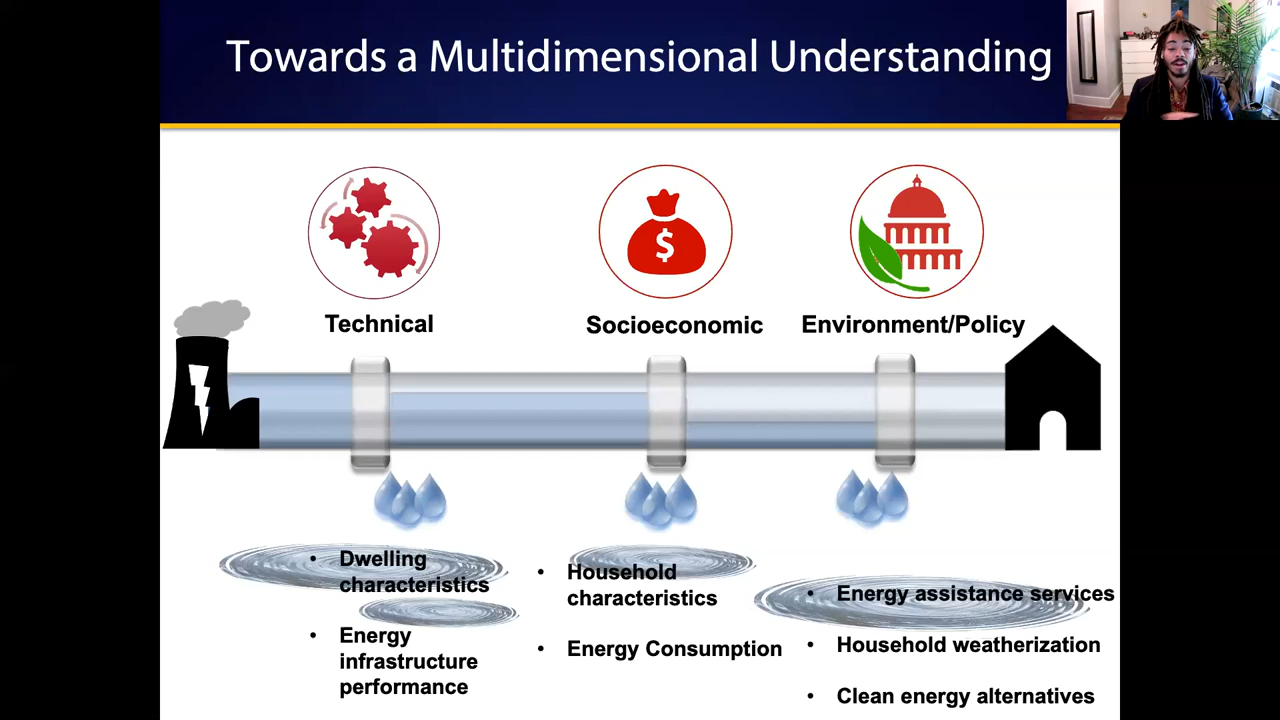 Towards a Multidimensional Understanding
$
Technical
Socioeconomic
Environment/Policy
• Dwelling
characteristics
• Energy
infrastructure
performance
• Household
characteristics
• Energy Consumption
• Energy assistance services
• Household weatherization
• Clean energy alternatives